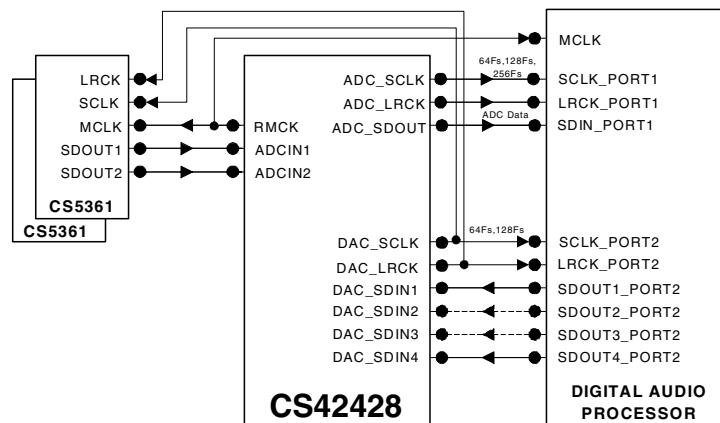 MCLK
64Fs,128Fs,
256Fs
LRCK
SCLK
MCLK
SDOUT1
SDOUT2
CS5361
CS5361
RMCK
ADCIN1
ADCIN2
ADC_SCLK
ADC_LRCK
ADC_SDOUT
ADC Data
SCLK_PORT1
LRCK_PORT1
SDIN_PORT1
DAC_SCLK
DAC_LRCK
DAC_SDIN1
DAC_SDIN2
DAC_SDIN3
DAC_SDIN4
64Fs,128Fs
SCLK_PORT2
LRCK_PORT2
SDOUT1_PORT2
SDOUT2_PORT2
SDOUT3_PORT2
SDOUT4_PORT2
CS42428
DIGITAL AUDIO
PROCESSOR